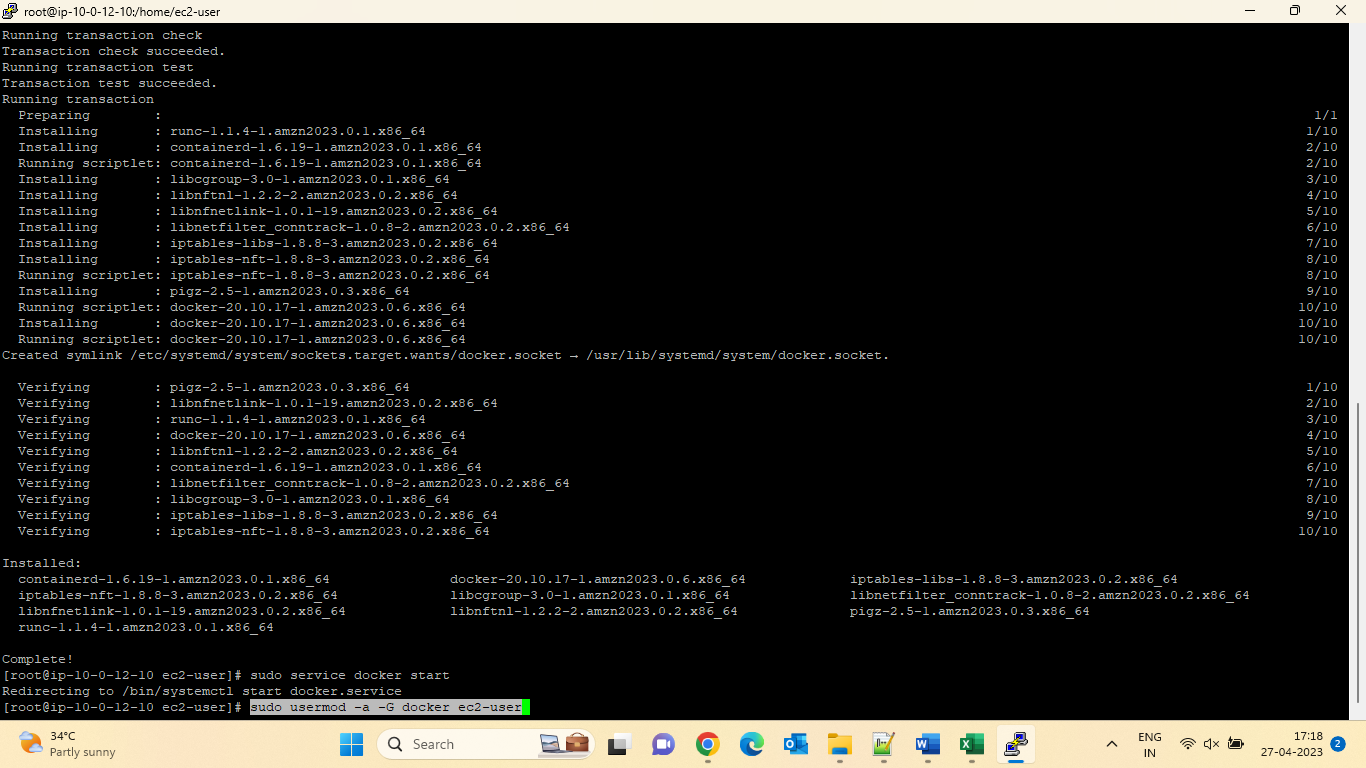 root@ip-10-0-12-10:/home/ec2-user
Running transaction check
Transaction check succeeded.
Running transaction test
Transaction test succeeded.
Running transaction
Preparing : 1/1
Installing : runc-1.1.4-1.amzn2023.0.1.x86_64 1/10
Installing : containerd-1.6.19-1.amzn2023.0.1.x86_64 2/10
Running scriptlet: containerd-1.6.19-1.amzn2023.0.1.x86_64 2/10
Installing : libcgroup-3.0-1.amzn2023.0.1.x86_64 3/10
Installing : libnftnl-1.2.2-2.amzn2023.0.2.x86_64 4/10
Installing : libnfnetlink-1.0.1-19.amzn2023.0.2.x86_64 5/10
Installing : libnetfilter_conntrack-1.0.8-2.amzn2023.0.2.x86_64 6/10
Installing : iptables-libs-1.8.8-3.amzn2023.0.2.x86_64 7/10
Installing : iptables-nft-1.8.8-3.amzn2023.0.2.x86_64 8/10
Running scriptlet: iptables-nft-1.8.8-3.amzn2023.0.2.x86_64 8/10
Installing : pigz-2.5-1.amzn2023.0.3.x86_64 9/10
Running scriptlet: docker-20.10.17-1.amzn2023.0.6.x86_64 10/10
Installing : docker-20.10.17-1.amzn2023.0.6.x86_64 10/10
Running scriptlet: docker-20.10.17-1.amzn2023.0.6.x86_64 10/10
Created symlink /etc/systemd/system/sockets.target.wants/docker.socket → /usr/lib/systemd/system/docker.socket.
Verifying : pigz-2.5-1.amzn2023.0.3.x86_64 1/10
Verifying : libnfnetlink-1.0.1-19.amzn2023.0.2.x86_64 2/10
Verifying : runc-1.1.4-1.amzn2023.0.1.x86_64 3/10
Verifying : docker-20.10.17-1.amzn2023.0.6.x86_64 4/10
Verifying : libnftnl-1.2.2-2.amzn2023.0.2.x86_64 5/10
Verifying : containerd-1.6.19-1.amzn2023.0.1.x86_64 6/10
Verifying : libnetfilter_conntrack-1.0.8-2.amzn2023.0.2.x86_64 7/10
Verifying : libcgroup-3.0-1.amzn2023.0.1.x86_64 8/10
Verifying : iptables-libs-1.8.8-3.amzn2023.0.2.x86_64 9/10
Verifying : iptables-nft-1.8.8-3.amzn2023.0.2.x86_64 10/10
Installed:
containerd-1.6.19-1.amzn2023.0.1.x86_64 docker-20.10.17-1.amzn2023.0.6.x86_64 iptables-libs-1.8.8-3.amzn2023.0.2.x86_64
iptables-nft-1.8.8-3.amzn2023.0.2.x86_64 libcgroup-3.0-1.amzn2023.0.1.x86_64 libnetfilter_conntrack-1.0.8-2.amzn2023.0.2.x86_64
libnfnetlink-1.0.1-19.amzn2023.0.2.x86_64 libnftnl-1.2.2-2.amzn2023.0.2.x86_64 pigz-2.5-1.amzn2023.0.3.x86_64
runc-1.1.4-1.amzn2023.0.1.x86_64
Complete!
[root@ip-10-0-12-10 ec2-user]# sudo service docker start
Redirecting to /bin/systemctl start docker.service
[root@ip-10-0-12-10 ec2-user]# sudo usermod -a -G docker ec2-user
34°C
Partly sunny
Search
ENG
IN
17:18
27-04-2023
2